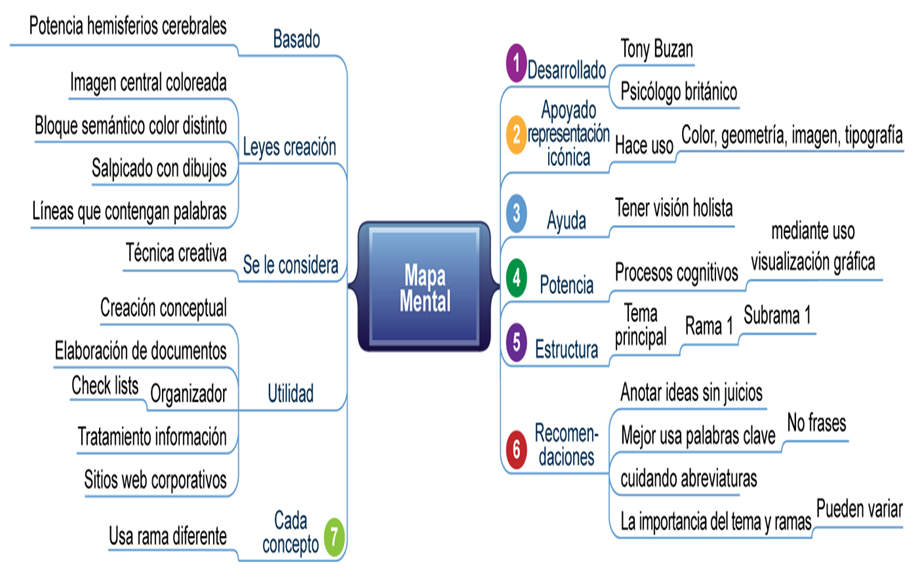 Mapa
Mental
1
Desarrollado
Tony Buzan
Psicólogo británico
2
Apoyado
representación
icónica
Hace uso
Color, geometría, imagen, tipografía
3
Ayuda
Tener visión holista
4
Potencia
Procesos cognitivos
mediante uso
visualización gráfica
5
Estructura
Tema
principal
Rama 1
Subrama 1
6
Recomen-
daciones
Anotar ideas sin juicios
Mejor usa palabras clave
No frases
cuidando abreviaturas
La importancia del tema y ramas
Pueden variar
7
Cada
concepto
Usa rama diferente
Utilidad
Creación conceptual
Elaboración de documentos
Organizador
Check lists
Tratamiento información
Sitios web corporativos
Se le considera
Técnica creativa
Leyes creación
Imagen central coloreada
Bloque semántico color distinto
Salpicado con dibujos
Líneas que contengan palabras
Basado
Potencia hemisferios cerebrales